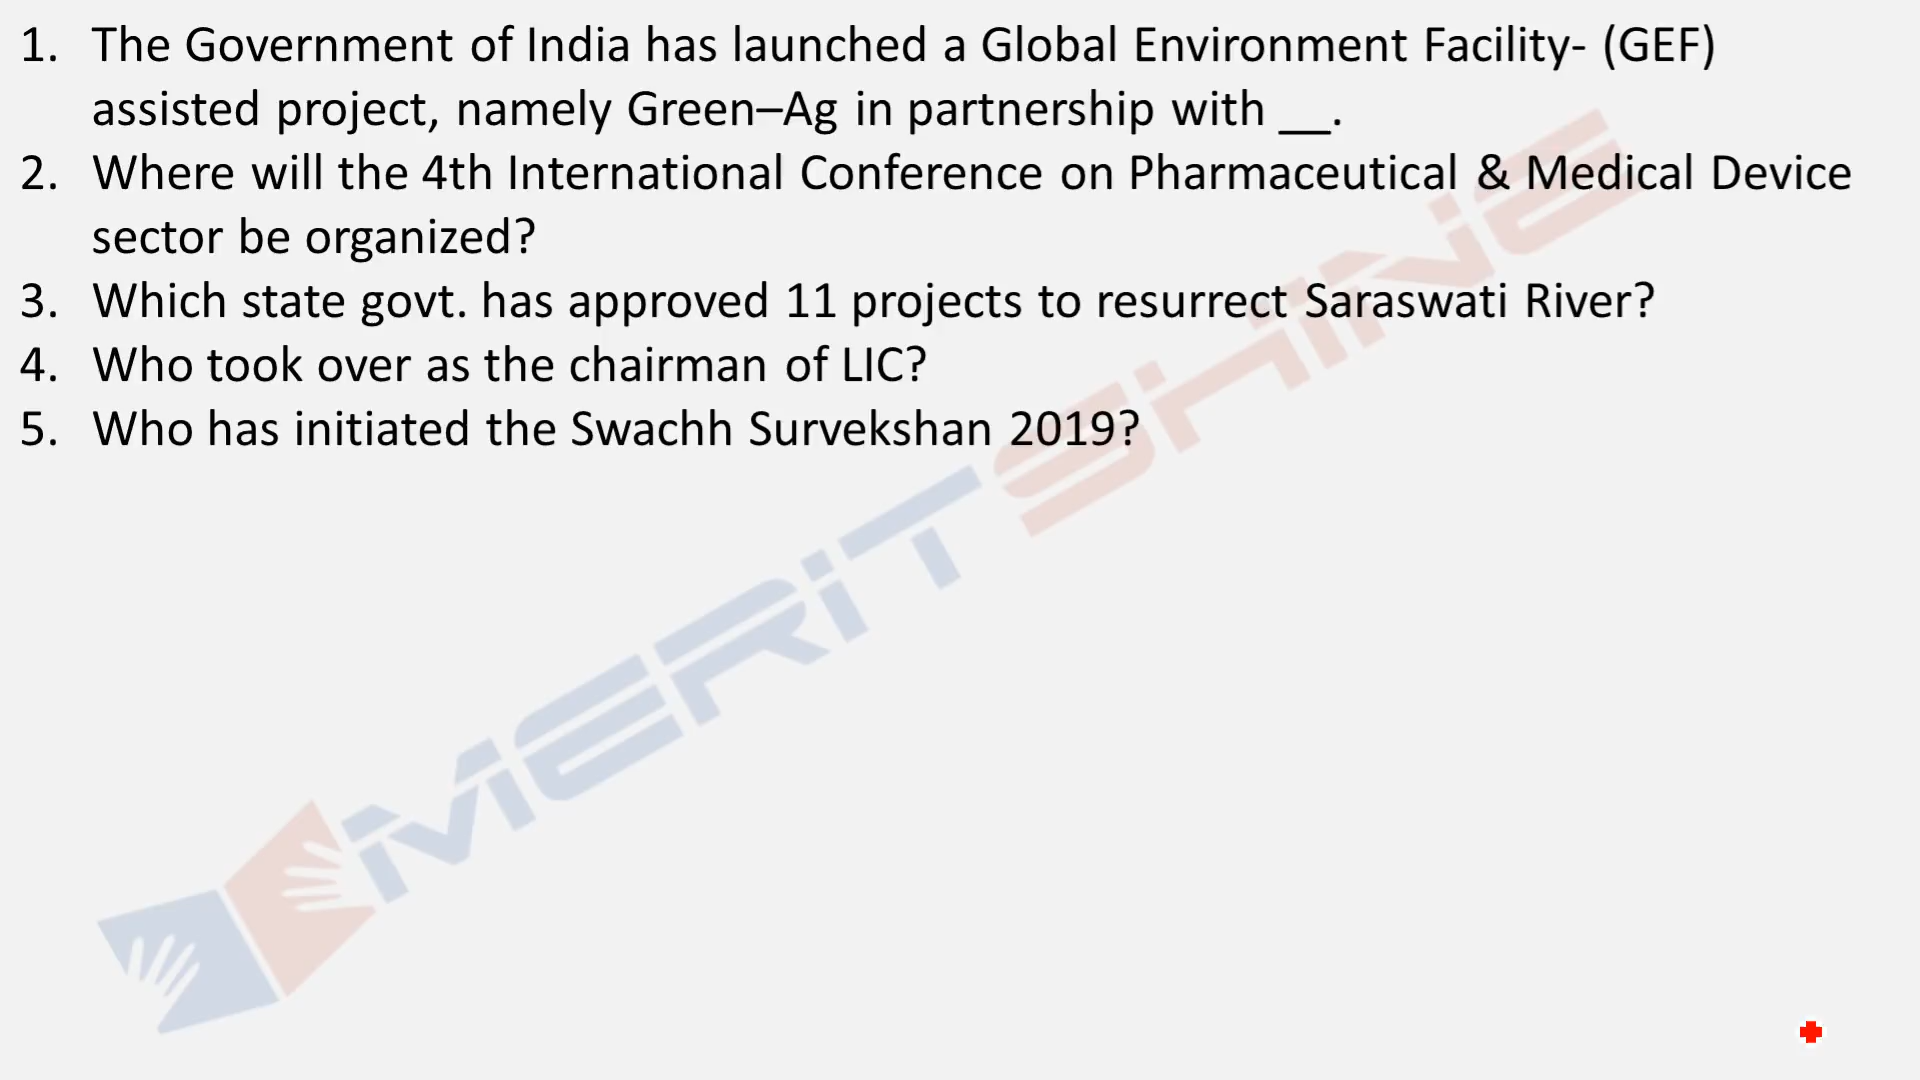 1. The Government of India has launched a Global Environment Facility- (GEF)
assisted project, namely Green–Ag in partnership with __.
2. Where will the 4th International Conference on Pharmaceutical & Medical Device
sector be organized?
3. Which state govt. has approved 11 projects to resurrect Saraswati River?
4. Who took over as the chairman of LIC?
5. Who has initiated the Swachh Survekshan 2019?
MERiTSHiNE